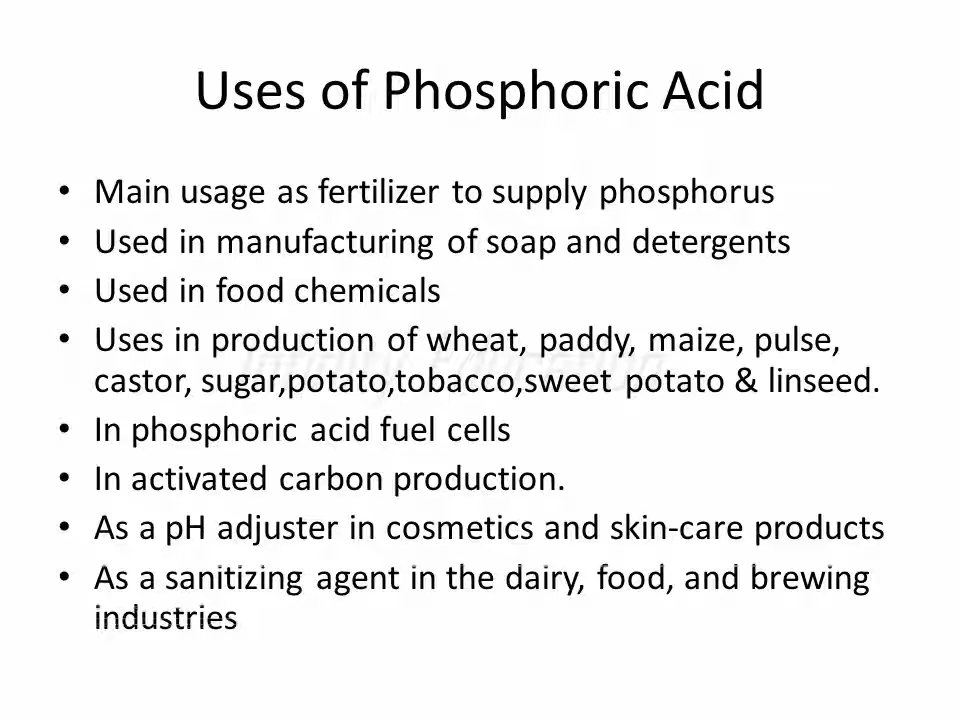 Uses of Phosphoric Acid
• Main usage as fertilizer to supply phosphorus
• Used in manufacturing of soap and detergents
• Used in food chemicals
• Uses in production of wheat, paddy, maize, pulse,
castor, sugar,potato,tobacco,sweet potato & linseed.
• In phosphoric acid fuel cells
• In activated carbon production.
• As a pH adjuster in cosmetics and skin-care products
• As a sanitizing agent in the dairy, food, and brewing
industries